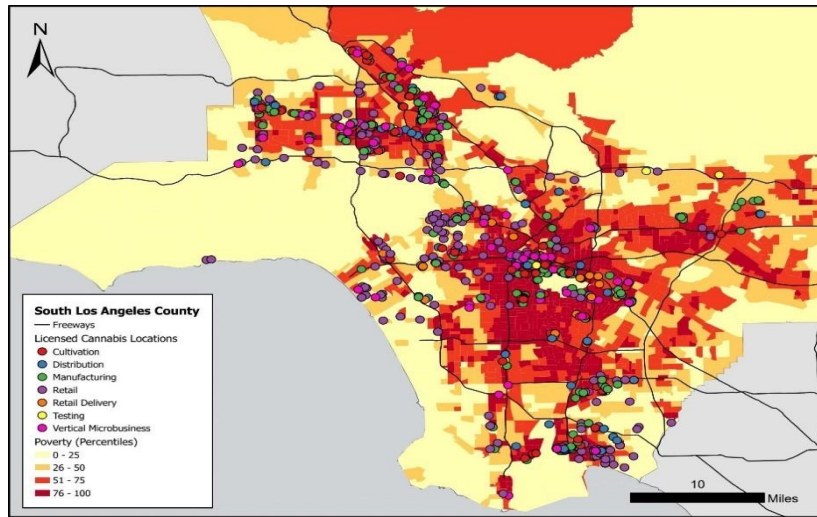 N
South Los Angeles County
Freeways
Licensed Cannabis Locations
Cultivation
Distribution
Manufacturing
Retail
Retail Delivery
Testing
Vertical Microbusiness
Poverty (Percentiles)
0 - 25
26 - 50
51 - 75
76 - 100
10
Miles